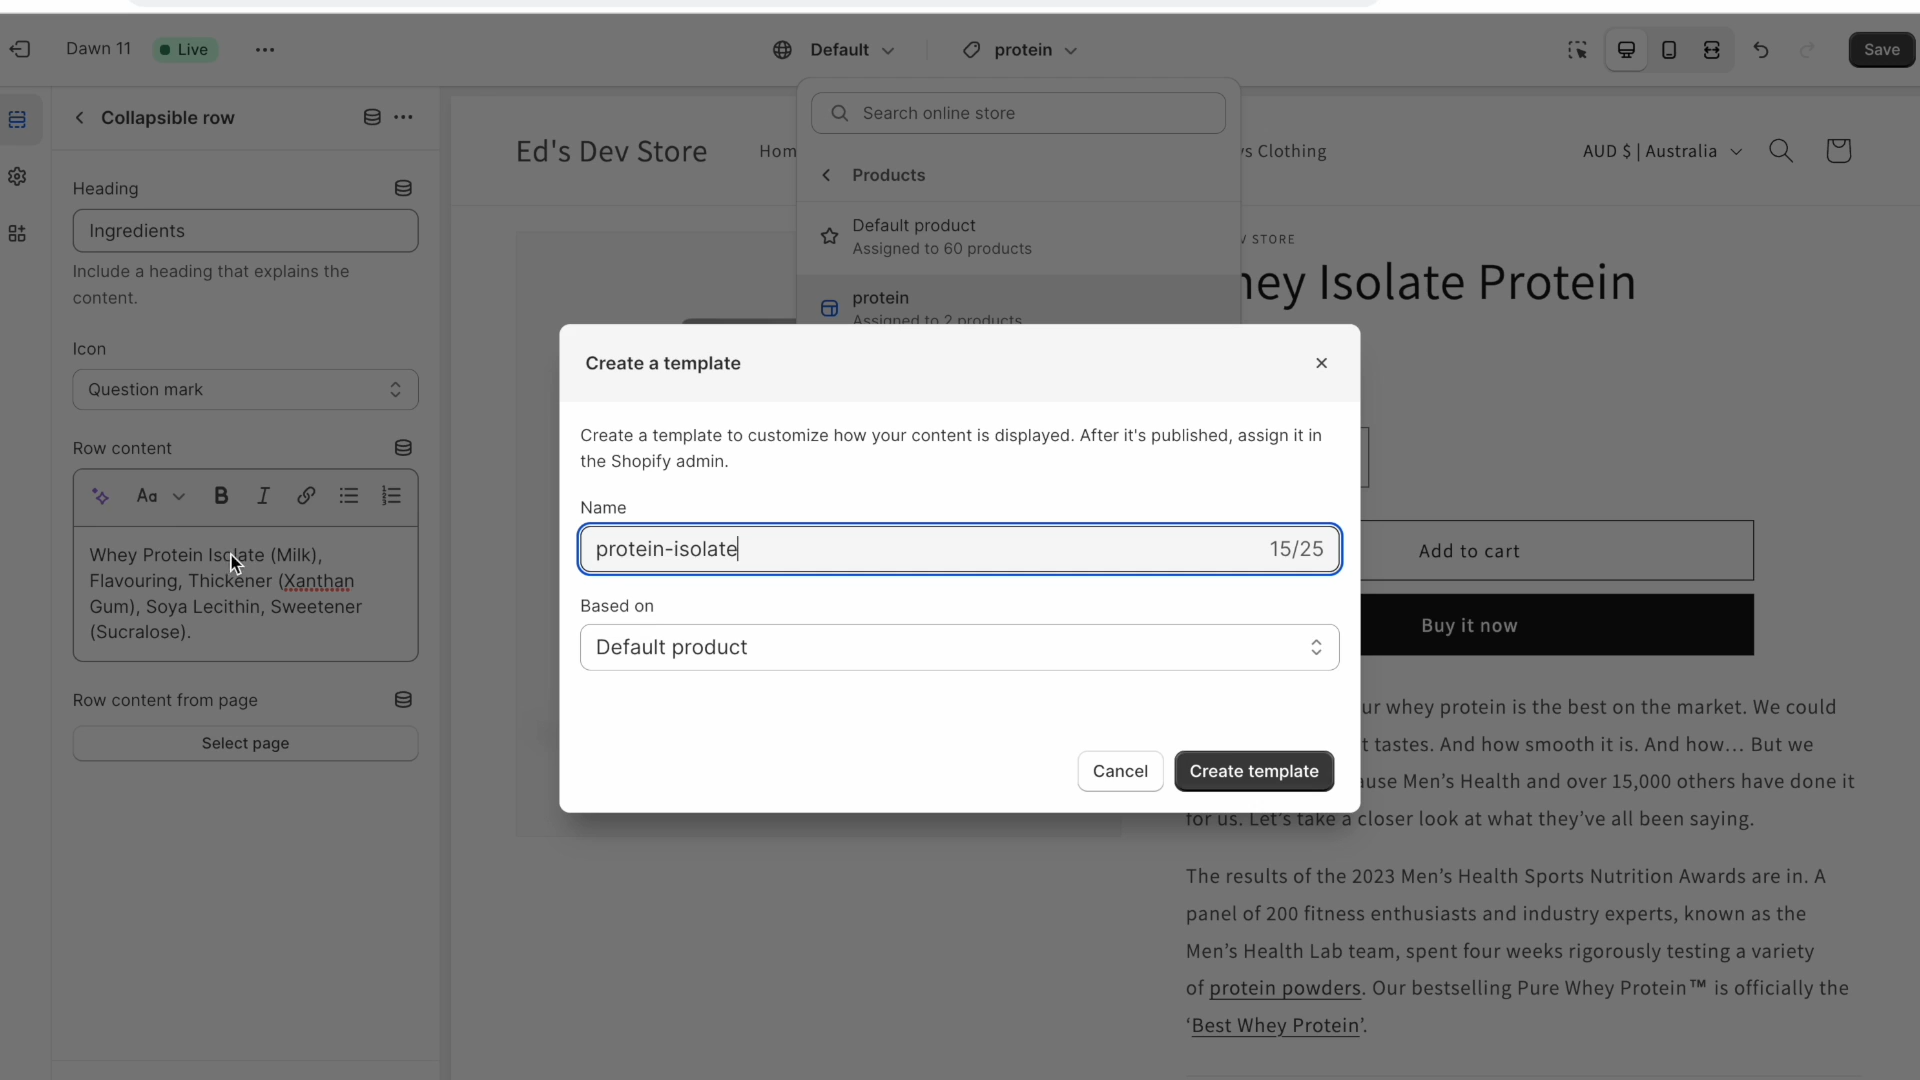 Dawn 11
Live
Default
protein
Save
Collapsible row
Heading
Ingredients
Include a heading that explains the
content.
Icon
Question mark
Row content
Aa
B I
Whey Protein Isolate (Milk),
Flavouring, Thickener (Xanthan
Gum), Soya Lecithin, Sweetener
(Sucralose).
Row content from page
Select page
Search online store
Products
Default product
Assigned to 60 products
protein
Assigned to 2 products
Ed's Dev Store
Clothing
AUD $ | Australia
STORE
Isolate Protein
Create a template
Create a template to customize how your content is displayed. After it's published, assign it in
the Shopify admin.
Name
protein-isolate
15/25
Based on
Default product
Cancel
Create template
Add to cart
Buy it now
whey protein is the best on the market. We could
tastes. And how smooth it is. And how… But we
Men’s Health and over 15,000 others have done it
for us. Let’s take a closer look at what they’ve all been saying.
The results of the 2023 Men’s Health Sports Nutrition Awards are in. A
panel of 200 fitness enthusiasts and industry experts, known as the
Men’s Health Lab team, spent four weeks rigorously testing a variety
of protein powders. Our bestselling Pure Whey Protein™ is officially the
‘Best Whey Protein’.